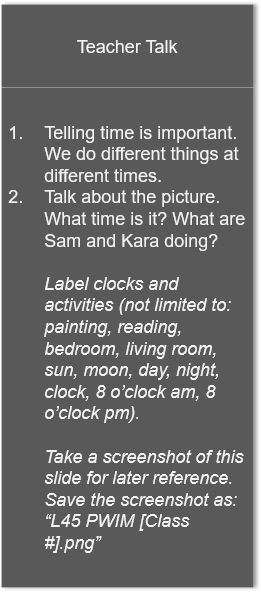 Teacher Talk
1. Telling time is important.
We do different things at
different times.
2. Talk about the picture.
What time is it? What are
Sam and Kara doing?
Label clocks and
activities (not limited to:
painting, reading,
bedroom, living room,
sun, moon, day, night,
clock, 8 o’clock am, 8
o’clock pm).
Take a screenshot of this
slide for later reference.
Save the screenshot as:
“L45 PWIM [Class
#].png”